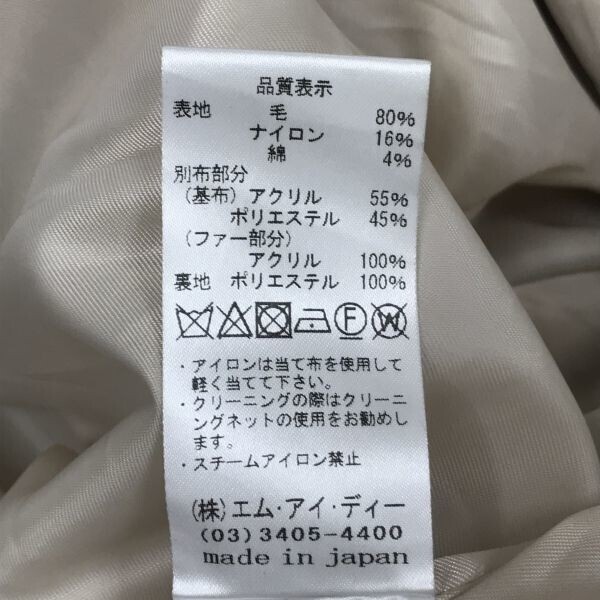 品質表示
表地 毛 80%
ナイロン 16%
綿 4%
別布部分
(基布) アクリル 55%
ポリエステル 45%
(ファー部分)
アクリル 100%
裏地 ポリエステル 100%
F W
・アイロンは当て布を使用して
軽く当てて下さい。
・クリーニングの際はクリーニ
ングネットの使用をお勧めし
ます。
・スチームアイロン禁止
(株)エム・アイ・ディー
(03) 3405-4400
made in japan